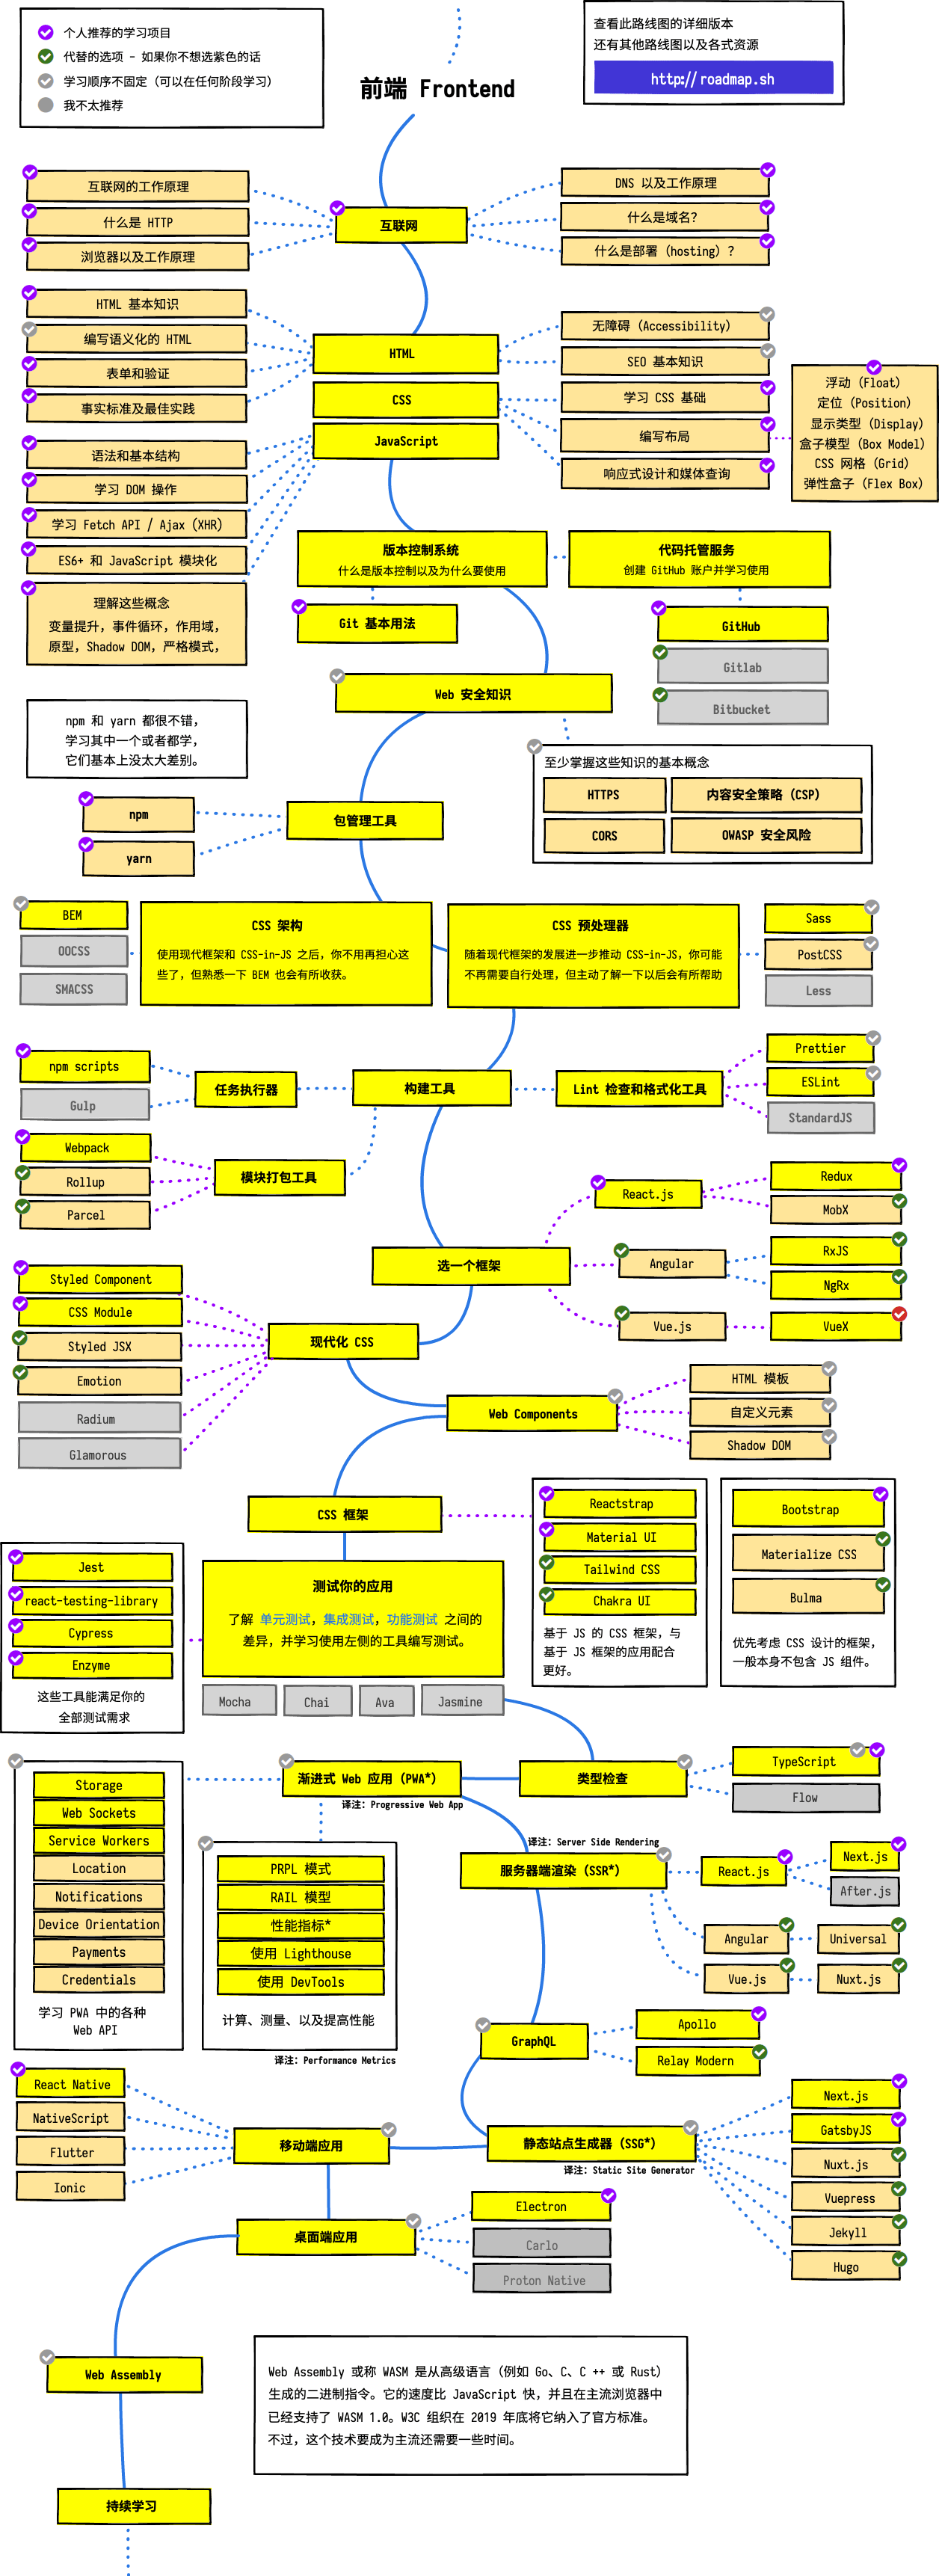 个人推荐的学习项目
代替的选项 - 如果你不想选紫色的话
学习顺序不固定（可以在任何阶段学习）
我不太推荐
前端 Frontend
查看此路线图的详细版本
还有其他路线图以及各式资源
http://roadmap.sh
互联网的工作原理
什么是 HTTP
浏览器以及工作原理
互联网
DNS 以及工作原理
什么是域名？
什么是部署（hosting）？
HTML 基本知识
编写语义化的 HTML
表单和验证
事实标准及最佳实践
HTML
CSS
JavaScript
无障碍（Accessibility）
SEO 基本知识
学习 CSS 基础
编写布局
响应式设计和媒体查询
浮动（Float）
定位（Position）
显示类型（Display）
盒子模型（Box Model）
CSS 网格（Grid）
弹性盒子（Flex Box）
语法和基本结构
学习 DOM 操作
学习 Fetch API / Ajax（XHR）
ES6+ 和 JavaScript 模块化
理解这些概念
变量提升，事件循环，作用域，
原型，Shadow DOM，严格模式，
版本控制系统
什么是版本控制以及为什么要使用
Git 基本用法
代码托管服务
创建 GitHub 账户并学习使用
GitHub
Gitlab
Bitbucket
Web 安全知识
至少掌握这些知识的基本概念
HTTPS
内容安全策略（CSP）
CORS
OWASP 安全风险
npm 和 yarn 都很不错，
学习其中一个或者都学，
它们基本上没太大差别。
npm
yarn
包管理工具
BEM
OOCSS
SMACSS
CSS 架构
使用现代框架和 CSS-in-JS 之后，你不用再担心这
些了，但熟悉一下 BEM 也会有所收获。
CSS 预处理器
随着现代框架的发展进一步推动 CSS-in-JS，你可能
不再需要自行处理，但主动了解一下以后会有所帮助
Sass
PostCSS
Less
npm scripts
Gulp
任务执行器
构建工具
Lint 检查和格式化工具
Prettier
ESLint
StandardJS
Webpack
Rollup
Parcel
模块打包工具
选一个框架
React.js
Redux
MobX
Angular
RxJS
NgRx
Vue.js
VueX
Styled Component
CSS Module
Styled JSX
Emotion
Radium
Glamorous
现代化 CSS
Web Components
HTML 模板
自定义元素
Shadow DOM
CSS 框架
Reactstrap
Material UI
Tailwind CSS
Chakra UI
基于 JS 的 CSS 框架，与
基于 JS 框架的应用配合
更好。
Bootstrap
Materialize CSS
Bulma
优先考虑 CSS 设计的框架，
一般本身不包含 JS 组件。
Jest
react-testing-library
Cypress
Enzyme
这些工具能满足你的
全部测试需求
测试你的应用
了解 单元测试，集成测试，功能测试 之间的
差异，并学习使用左侧的工具编写测试。
Mocha
Chai
Ava
Jasmine
渐进式 Web 应用（PWA*）
译注：Progressive Web App
类型检查
TypeScript
Flow
Storage
Web Sockets
Service Workers
Location
Notifications
Device Orientation
Payments
Credentials
学习 PWA 中的各种
Web API
PRPL 模式
RAIL 模型
性能指标*
使用 Lighthouse
使用 DevTools
计算、测量、以及提高性能
译注：Performance Metrics
译注：Server Side Rendering
服务器端渲染（SSR*）
React.js
Next.js
After.js
Angular
Universal
Vue.js
Nuxt.js
GraphQL
Apollo
Relay Modern
React Native
NativeScript
Flutter
Ionic
移动端应用
静态站点生成器（SSG*）
译注：Static Site Generator
Next.js
GatsbyJS
Nuxt.js
Vuepress
Jekyll
Hugo
桌面端应用
Electron
Carlo
Proton Native
Web Assembly
Web Assembly 或称 WASM 是从高级语言（例如 Go、C、C ++ 或 Rust）
生成的二进制指令。它的速度比 JavaScript 快，并且在主流浏览器中
已经支持了 WASM 1.0。W3C 组织在 2019 年底将它纳入了官方标准。
不过，这个技术要成为主流还需要一些时间。
持续学习